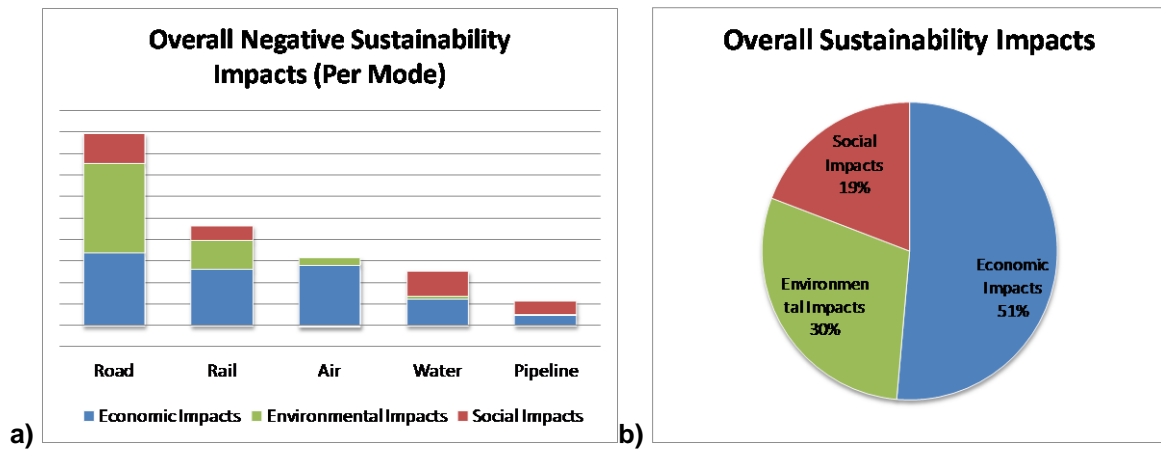 Overall Negative Sustainability
Impacts (Per Mode)
Road
Rail
Air
Water
Pipeline
Economic Impacts
Environmental Impacts
Social Impacts
a)
Overall Sustainability Impacts
Social
Impacts
19%
Economic
Impacts
51%
Environmen
tal Impacts
30%
b)